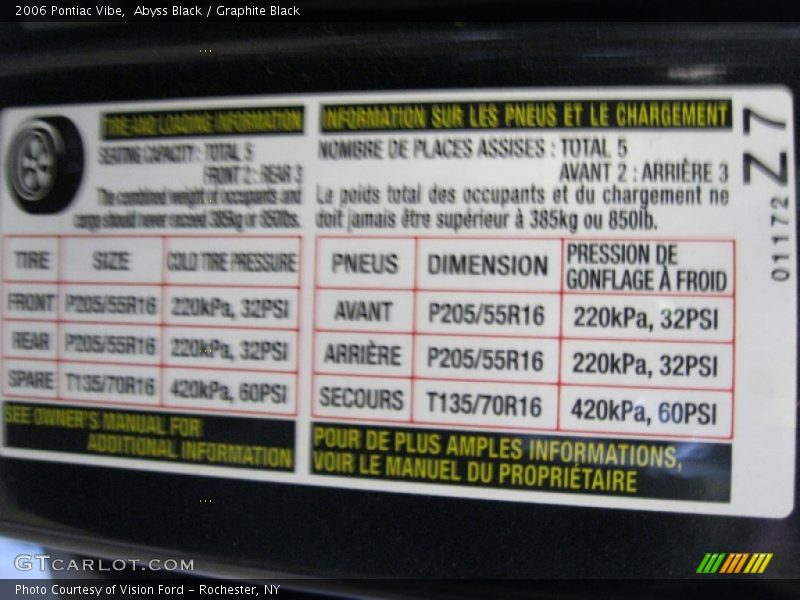 2006 Pontiac Vibe,  Abyss Black / Graphite Black
TIRE AND LOADING INFORMATION
SEATING CAPACITY : TOTAL 5
FRONT 2 : REAR 3
The combined weight of occupants and
cargo should never exceed 385kg or 850lbs.
TIRE SIZE COLD TIRE PRESSURE
FRONT P205/55R16 220kPa, 32PSI
REAR P205/55R16 220kPa, 32PSI
SPARE T135/70R16 420kPa, 60PSI
SEE OWNER'S MANUAL FOR
ADDITIONAL INFORMATION
INFORMATION SUR LES PNEUS ET LE CHARGEMENT
NOMBRE DE PLACES ASSISES : TOTAL 5
AVANT 2 : ARRIÈRE 3
Le poids total des occupants et du chargement ne
doit jamais être supérieur à 385kg ou 850lb.
PNEUS DIMENSION PRESSION DE
GONFLAGE À FROID
AVANT P205/55R16 220kPa, 32PSI
ARRIÈRE P205/55R16 220kPa, 32PSI
SECOURS T135/70R16 420kPa, 60PSI
POUR DE PLUS AMPLES INFORMATIONS,
VOIR LE MANUEL DU PROPRIÉTAIRE
01172 Z7
GTCARLOT.COM
Photo Courtesy of Vision Ford – Rochester, NY